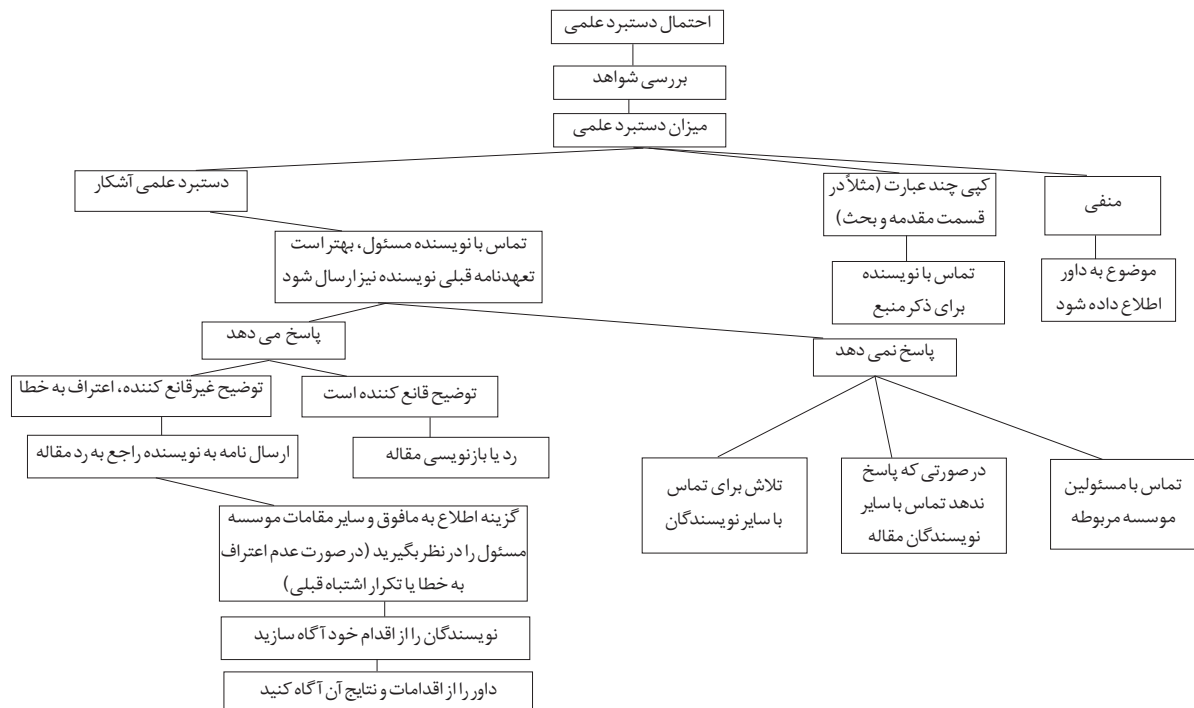 احتمال دستبرد علمی
بررسی شواهد
میزان دستبرد علمی
منفی
کپی چند عبارت (مثلاً در
قسمت مقدمه و بحث)
دستبرد علمی آشکار
موضوع به داور
اطلاع داده شود
تماس با نویسنده
برای ذکر منبع
تماس با نویسنده مسئول، بهتر است
تعهدنامه قبلی نویسنده نیز ارسال شود
پاسخ نمی دهد
پاسخ می دهد
توضیح قانع کننده است
توضیح غیرقانع کننده، اعتراف به خطا
رد یا بازنویسی مقاله
ارسال نامه به نویسنده راجع به رد مقاله
تماس با مسئولین
موسسه مربوطه
در صورتی که پاسخ
ندهد تماس با سایر
نویسندگان مقاله
تلاش برای تماس
با سایر نویسندگان
گزینه اطلاع به مافوق و سایر مقامات موسسه
مسئول را در نظر بگیرید (در صورت عدم اعتراف
به خطا یا تکرار اشتباه قبلی)
نویسندگان را از اقدام خود آگاه سازید
داور را از اقدامات و نتایج آن آگاه کنید